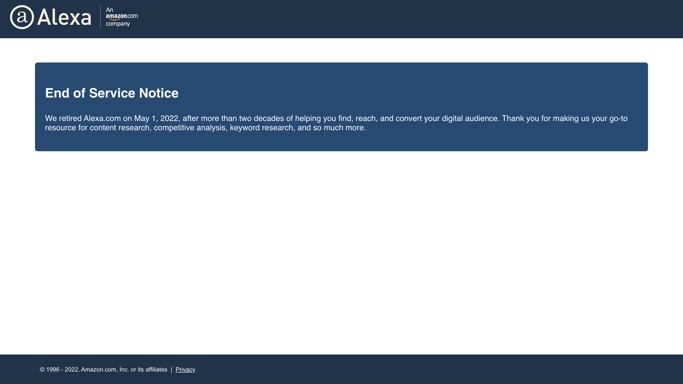 Alexa
An
amazon.com
company
End of Service Notice
We retired Alexa.com on May 1, 2022, after more than two decades of helping you find, reach, and convert your digital audience. Thank you for making us your go-to
resource for content research, competitive analysis, keyword research, and so much more.
© 1996 - 2022, Amazon.com, Inc. or its affiliates | Privacy